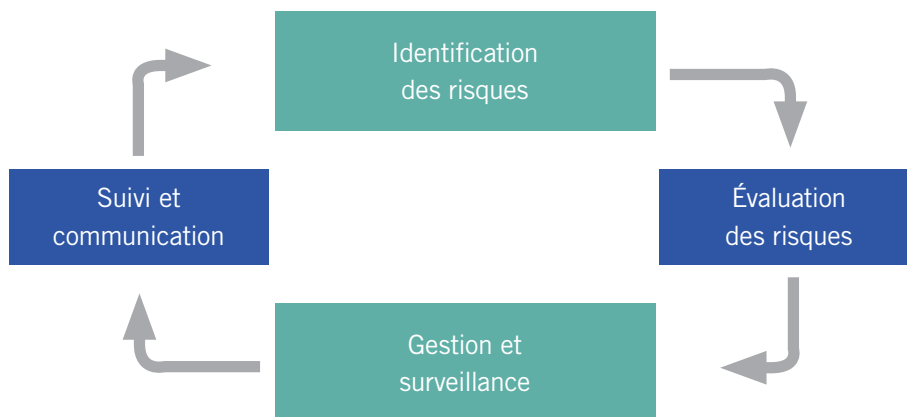 Identification
des risques
Suivi et
communication
Évaluation
des risques
Gestion et
surveillance